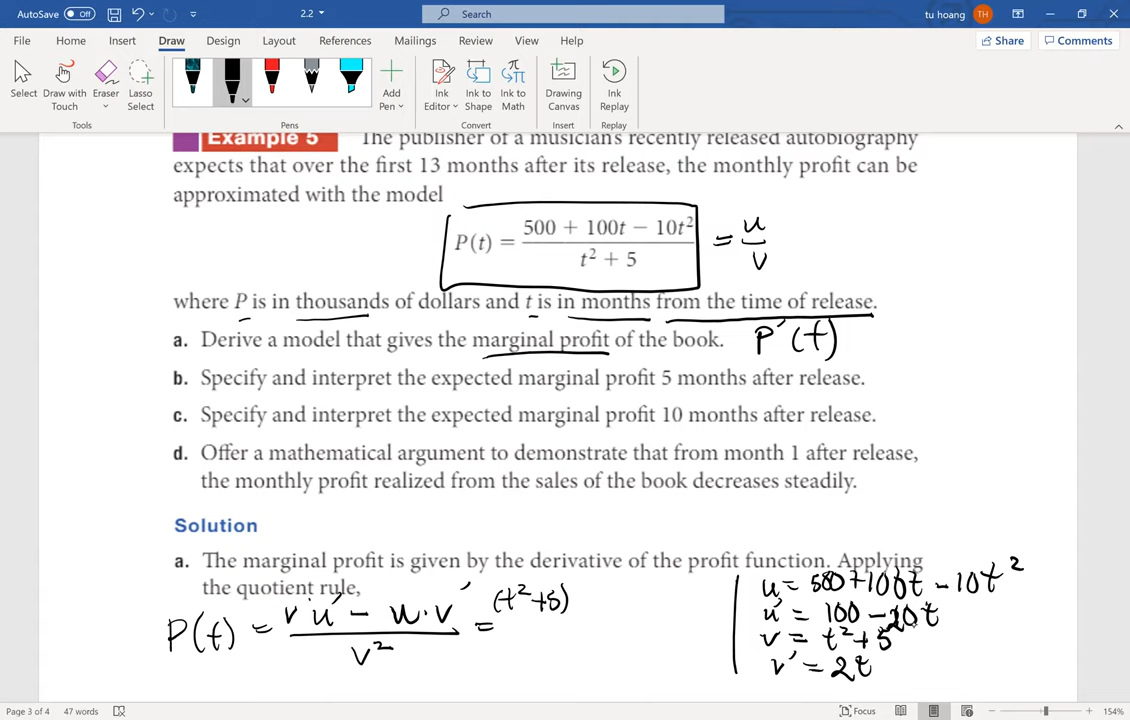 AutoSave Off 2.2 Search tu hoang TH
File Home Insert Draw Design Layout References Mailings Review View Help Share Comments
Select Draw with Touch Eraser Lasso Select Add Pen Ink Editor Ink to Shape Ink to Math Drawing Canvas Ink Replay
Tools Pens Convert Insert Replay
Example 5 The publisher of a musician's recently released autobiography
expects that over the first 13 months after its release, the monthly profit can be
approximated with the model
P(t) = (500 + 100t − 10t²)/(t² + 5) = u/v
where P is in thousands of dollars and t is in months from the time of release.
a. Derive a model that gives the marginal profit of the book. P'(t)
b. Specify and interpret the expected marginal profit 5 months after release.
c. Specify and interpret the expected marginal profit 10 months after release.
d. Offer a mathematical argument to demonstrate that from month 1 after release,
the monthly profit realized from the sales of the book decreases steadily.
Solution
a. The marginal profit is given by the derivative of the profit function. Applying
the quotient rule,
P(t) = (v·u' − u·v')/v² = (t²+5)
u = 500+100t − 10t²
u' = 100 − 20t
v = t² + 5
v' = 2t
Page 3 of 4 47 words Focus 154%